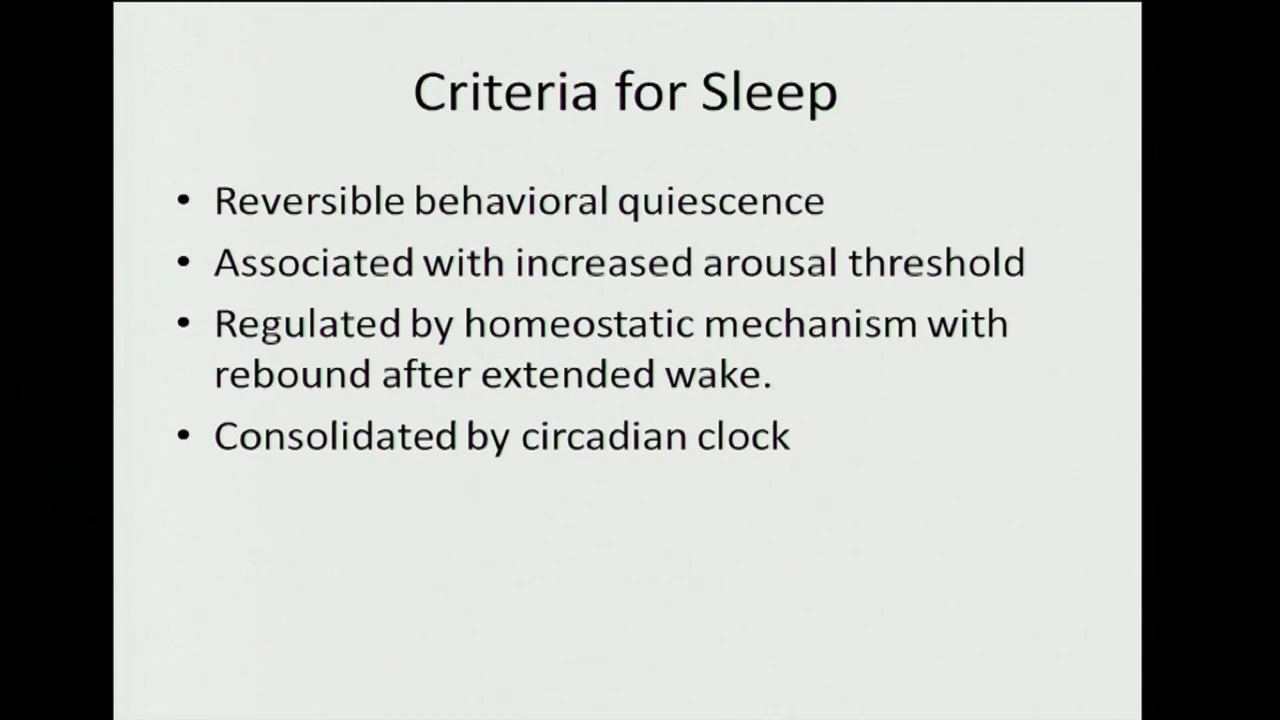 Criteria for Sleep
• Reversible behavioral quiescence
• Associated with increased arousal threshold
• Regulated by homeostatic mechanism with
rebound after extended wake.
• Consolidated by circadian clock